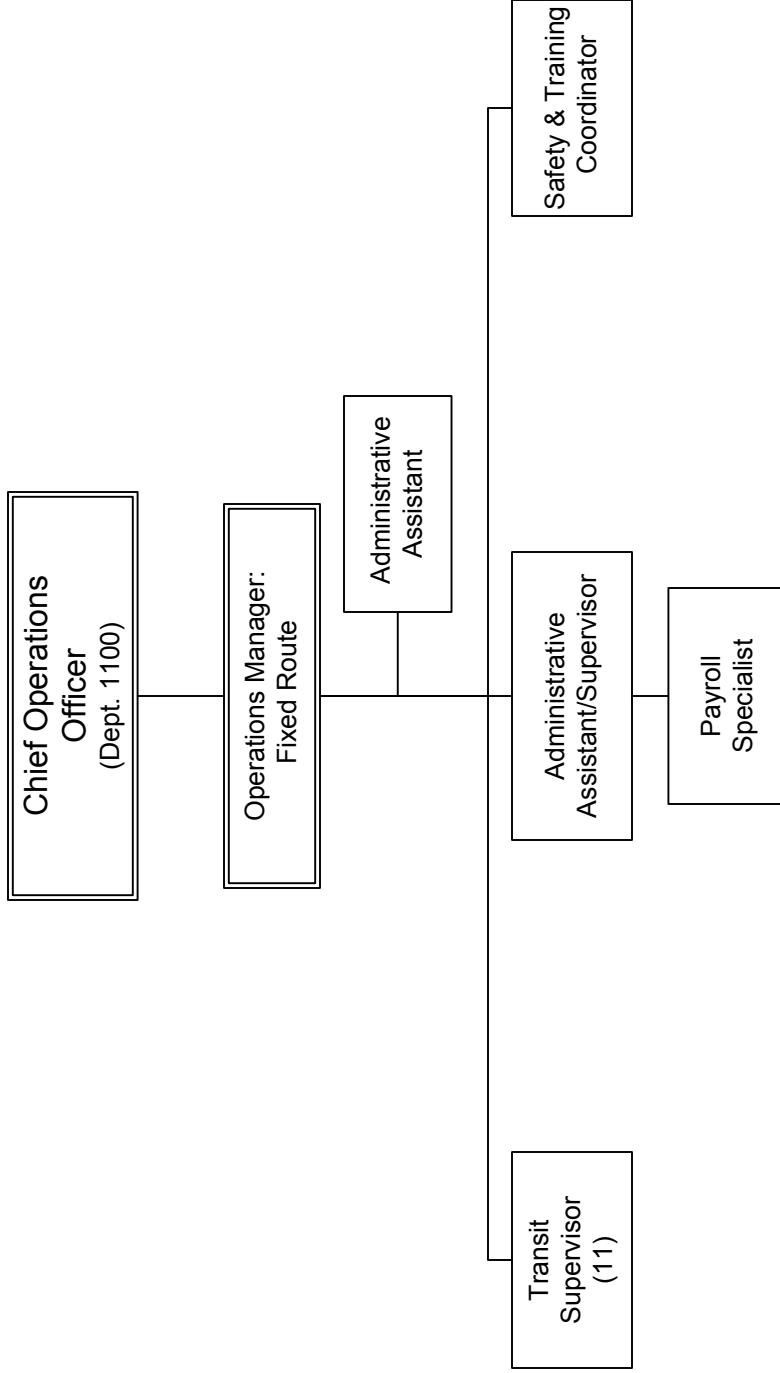 Chief Operations
Officer
(Dept. 1100)
Operations Manager:
Fixed Route
Administrative
Assistant
Transit
Supervisor
(11)
Administrative
Assistant/Supervisor
Safety & Training
Coordinator
Payroll
Specialist